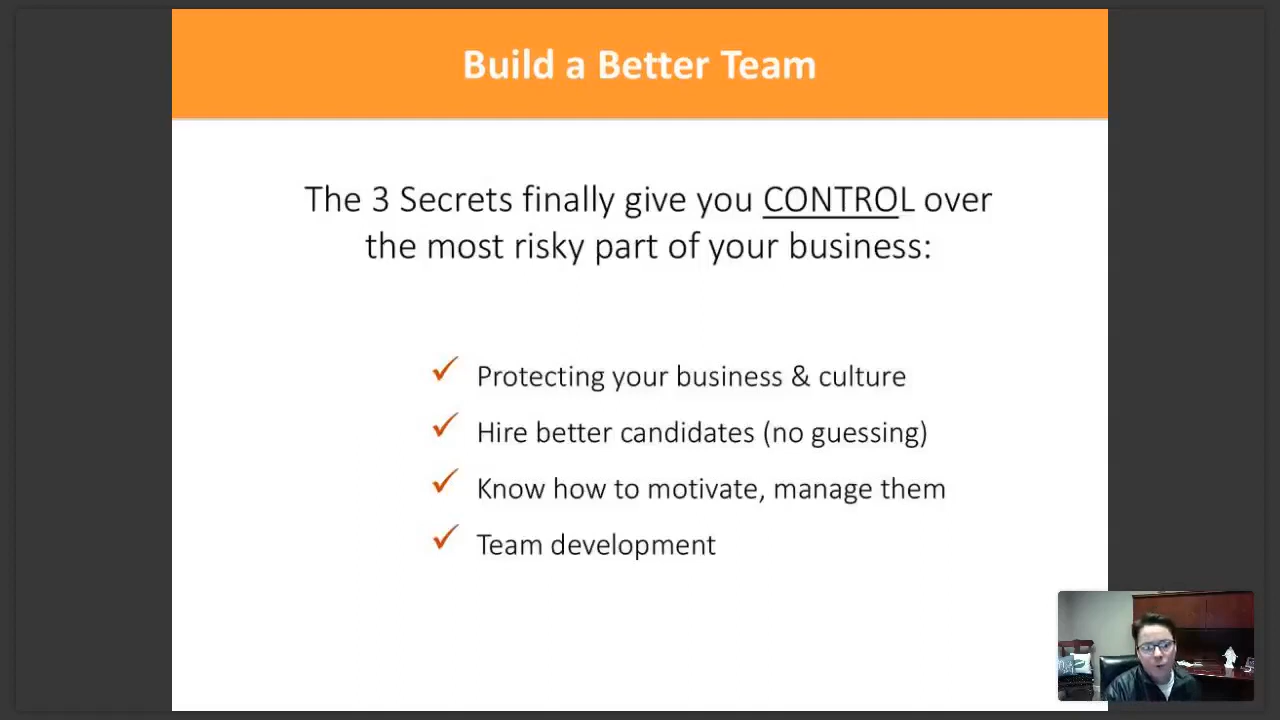 Build a Better Team
The 3 Secrets finally give you CONTROL over
the most risky part of your business:
Protecting your business & culture
Hire better candidates (no guessing)
Know how to motivate, manage them
Team development